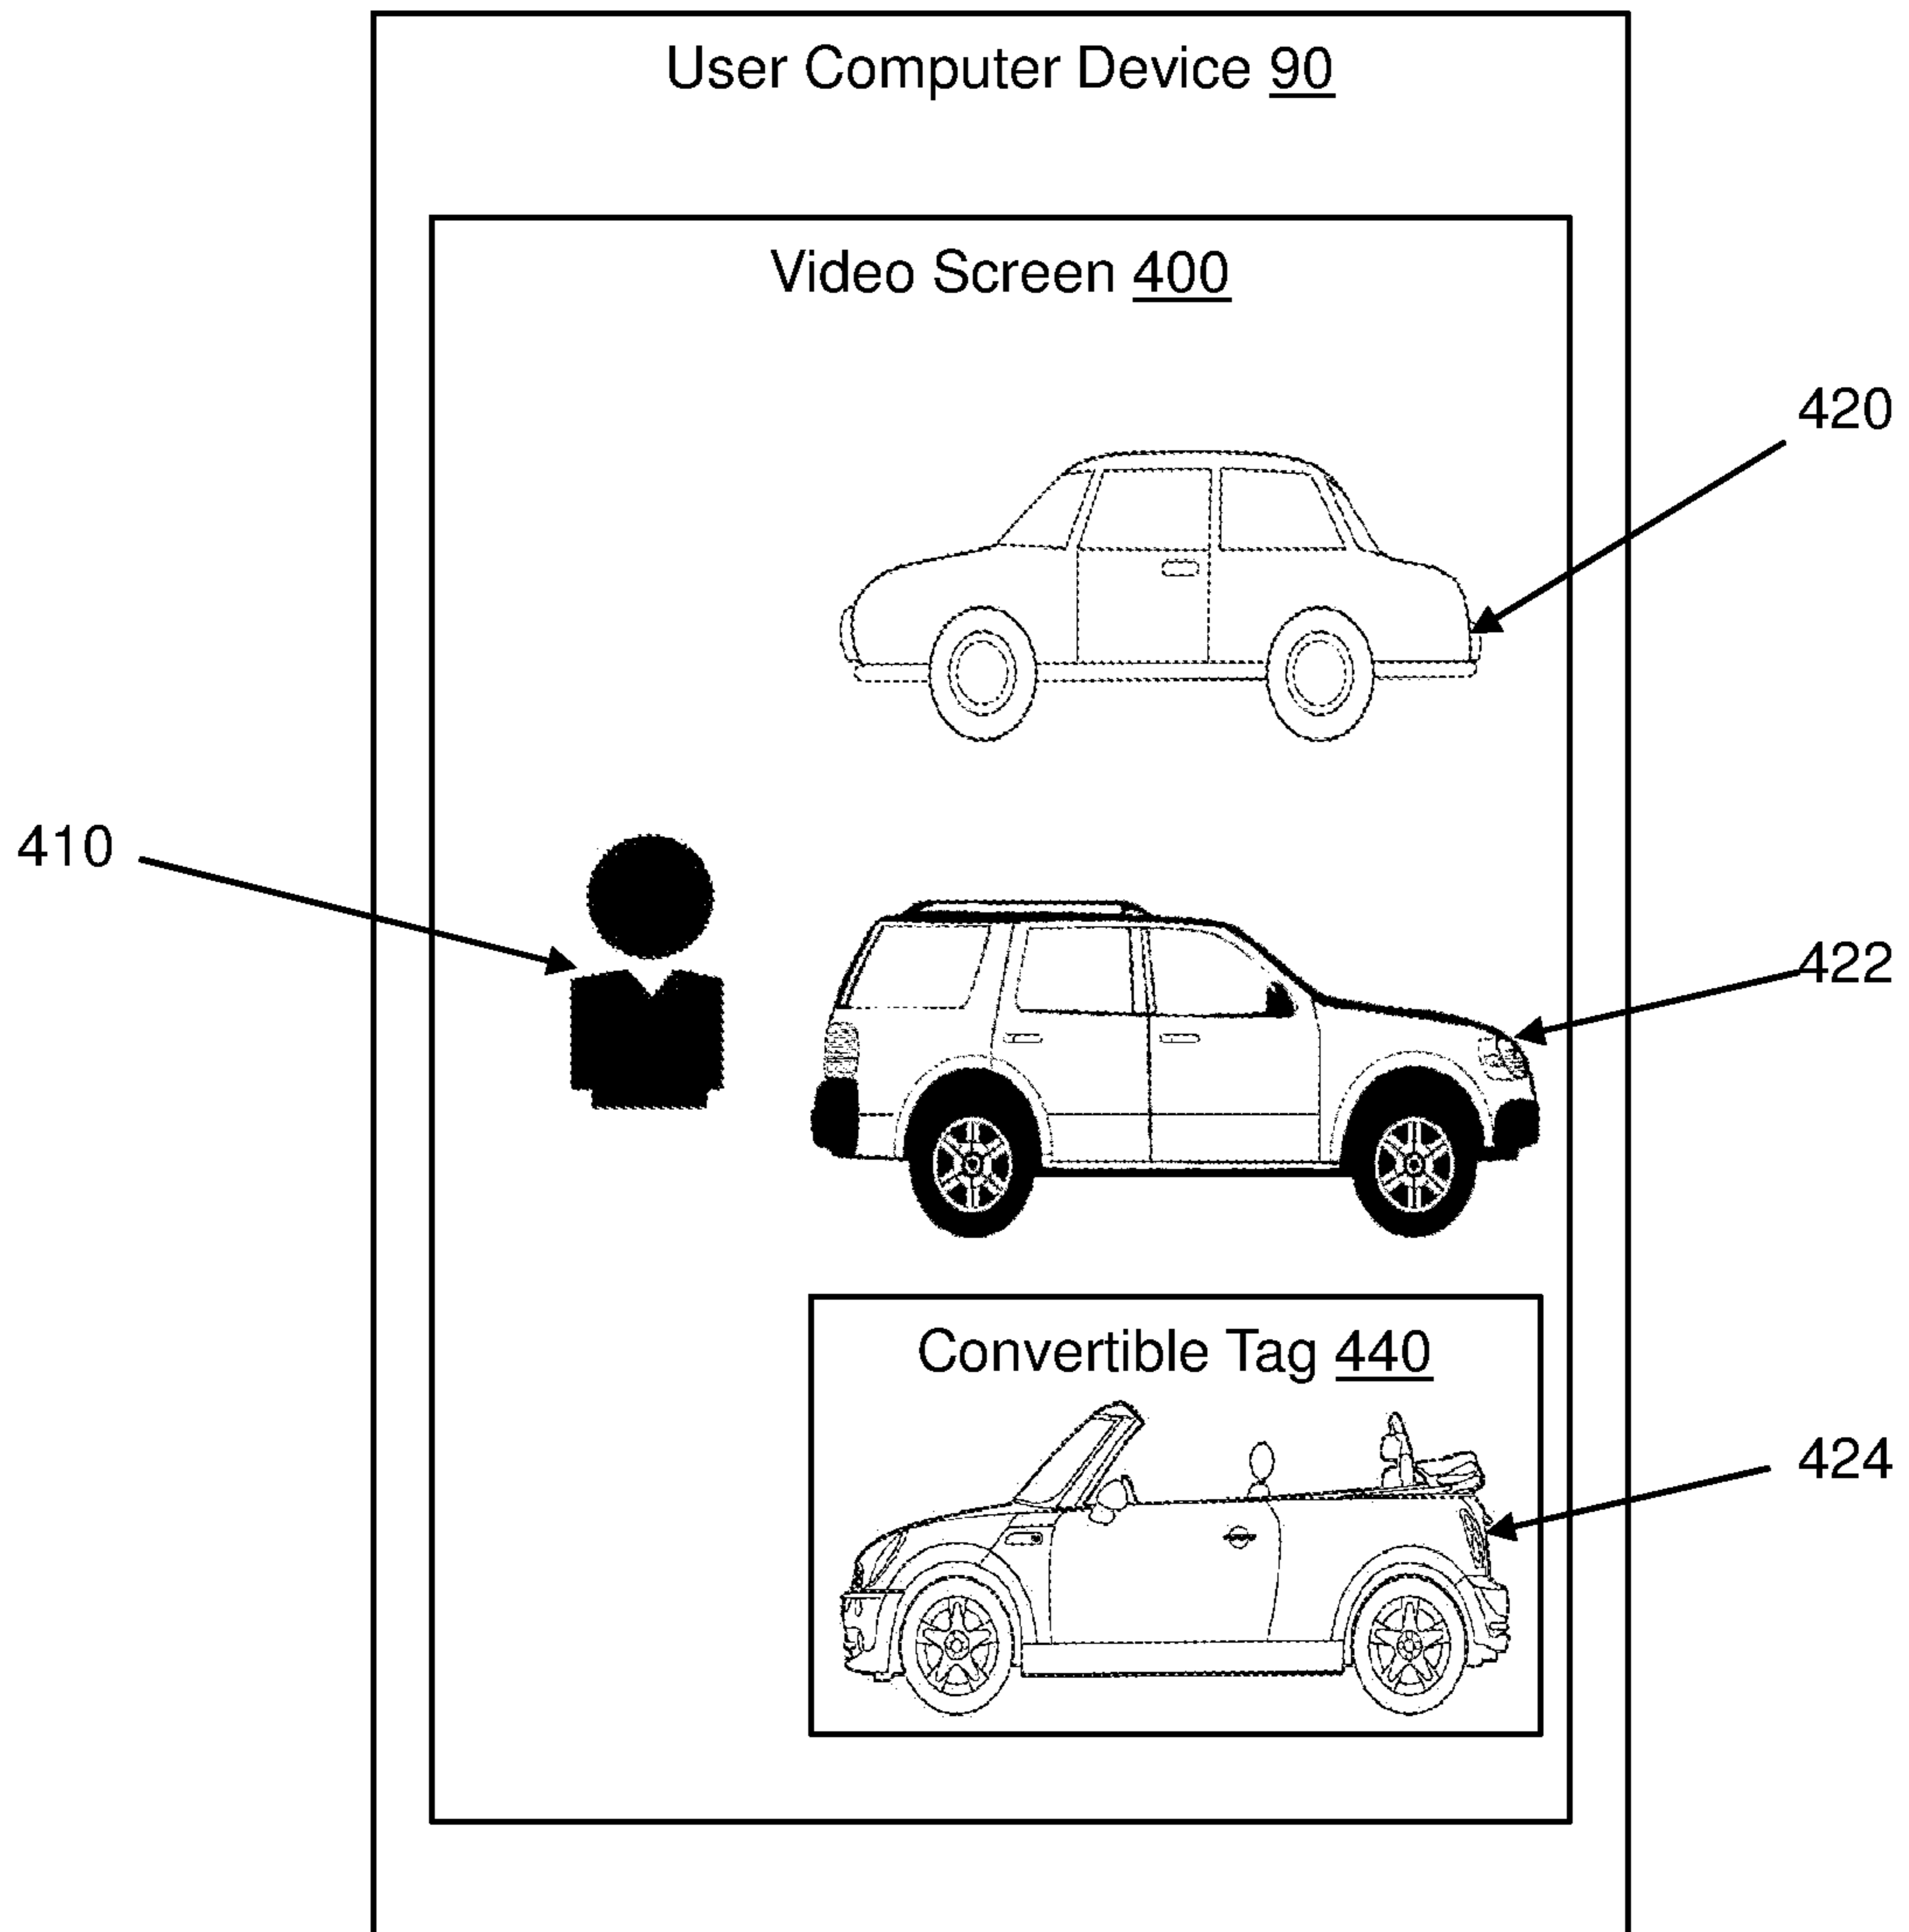 User Computer Device 90
Video Screen 400
420
410
422
Convertible Tag 440
424